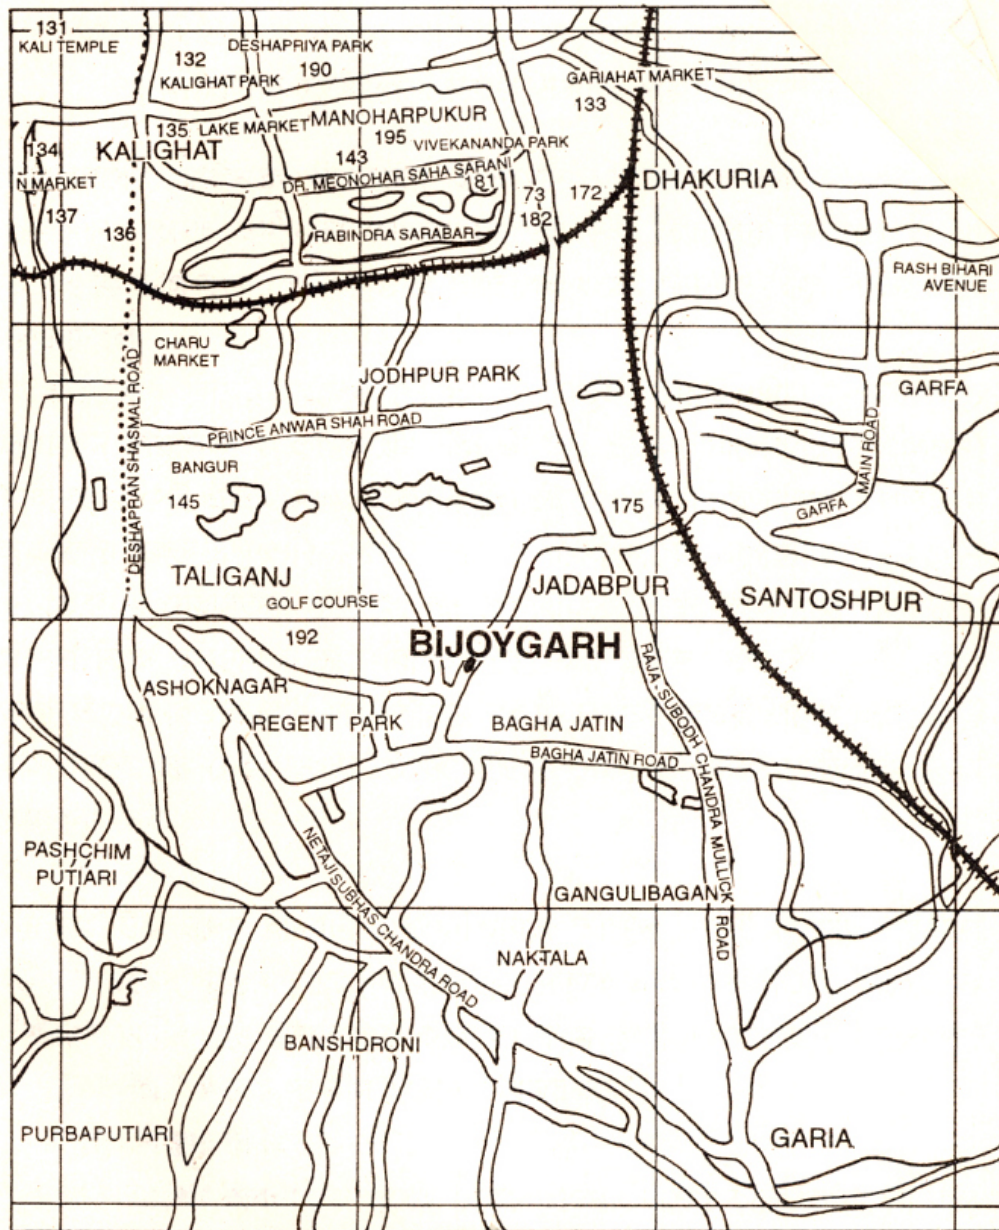 131
KALI TEMPLE
132
DESHAPRIYA PARK
190
KALIGHAT PARK
GARIAHAT MARKET
133
135
LAKE MARKET
MANOHARPUKUR
195
VIVEKANANDA PARK
134
KALIGHAT
143
DR. MEONOHAR SAHA SARANI
181
N MARKET
137
136
73
172
182
DHAKURIA
RABINDRA SARABAR
RASH BIHARI
AVENUE
CHARU
MARKET
DESHAPRAN SHASMAL ROAD
JODHPUR PARK
GARFA
PRINCE ANWAR SHAH ROAD
MAIN ROAD
BANGUR
145
175
GARFA
TALIGANJ
GOLF COURSE
192
JADABPUR
SANTOSHPUR
BIJOYGARH
ASHOKNAGAR
REGENT PARK
BAGHA JATIN
BAGHA JATIN ROAD
RAJA SUBODH CHANDRA MULLICK ROAD
PASHCHIM
PUTIARI
NETAJI SUBHAS CHANDRA ROAD
GANGULIBAGAN
NAKTALA
BANSHDRONI
PURBAPUTIARI
GARIA